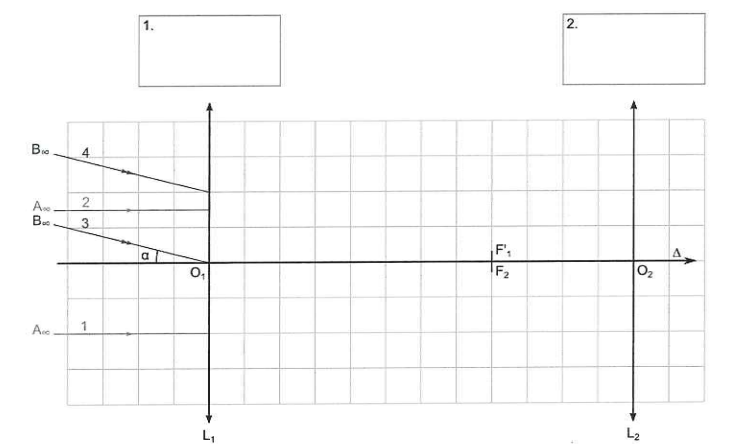 1.
2.
B∞
4
A∞
2
B∞
3
α
O₁
F'₁
F₂
Δ
O₂
A∞
1
L₁
L₂